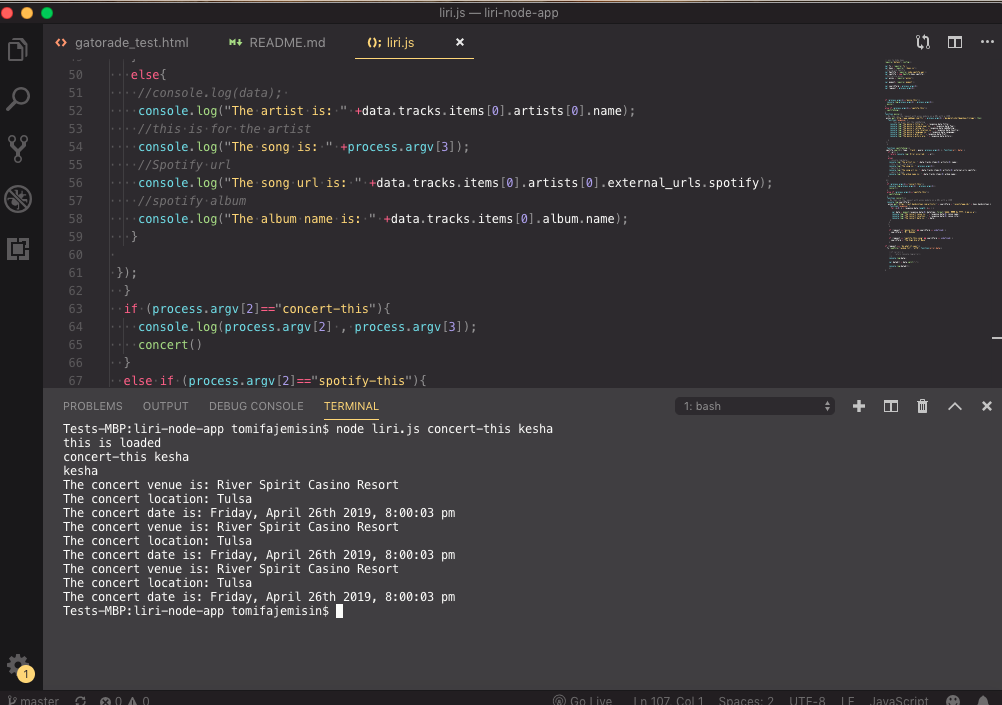 liri.js — liri-node-app
gatorade_test.html
README.md
liri.js
50 else{
51 //console.log(data);
52 console.log("The artist is: " +data.tracks.items[0].artists[0].name);
53 //this is for the artist
54 console.log("The song is: " +process.argv[3]);
55 //Spotify url
56 console.log("The song url is: " +data.tracks.items[0].artists[0].external_urls.spotify);
57 //spotify album
58 console.log("The album name is: " +data.tracks.items[0].album.name);
59 }
60
61 });
62 }
63 if (process.argv[2]=="concert-this"){
64 console.log(process.argv[2] , process.argv[3]);
65 concert()
66 }
67 else if (process.argv[2]=="spotify-this"){
PROBLEMS OUTPUT DEBUG CONSOLE TERMINAL 1: bash
Tests-MBP:liri-node-app tomifajemisin$ node liri.js concert-this kesha
this is loaded
concert-this kesha
kesha
The concert venue is: River Spirit Casino Resort
The concert location: Tulsa
The concert date is: Friday, April 26th 2019, 8:00:03 pm
The concert venue is: River Spirit Casino Resort
The concert location: Tulsa
The concert date is: Friday, April 26th 2019, 8:00:03 pm
The concert venue is: River Spirit Casino Resort
The concert location: Tulsa
The concert date is: Friday, April 26th 2019, 8:00:03 pm
Tests-MBP:liri-node-app tomifajemisin$
1
master 0 0 Go Live Ln 107, Col 1 Spaces: 2 UTF-8 LF JavaScript